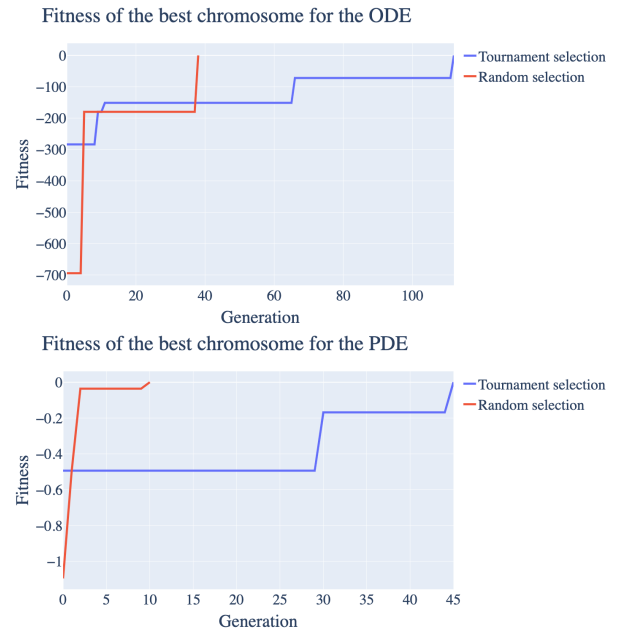 Fitness of the best chromosome for the ODE
0
−100
−200
−300
−400
−500
−600
−700
Fitness
0 20 40 60 80 100
Generation
Tournament selection
Random selection
Fitness of the best chromosome for the PDE
0
−0.2
−0.4
−0.6
−0.8
−1
Fitness
0 5 10 15 20 25 30 35 40 45
Generation
Tournament selection
Random selection